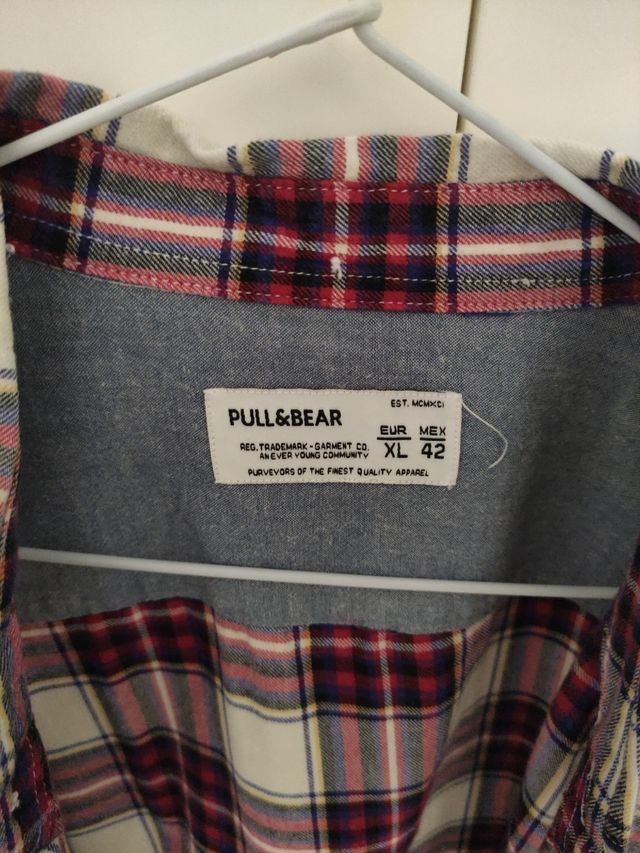 EST. MCMXCI
PULL&BEAR
EUR MEX
XL 42
REG. TRADEMARK - GARMENT CO.
AN EVER YOUNG COMMUNITY
PURVEYORS OF THE FINEST QUALITY APPAREL